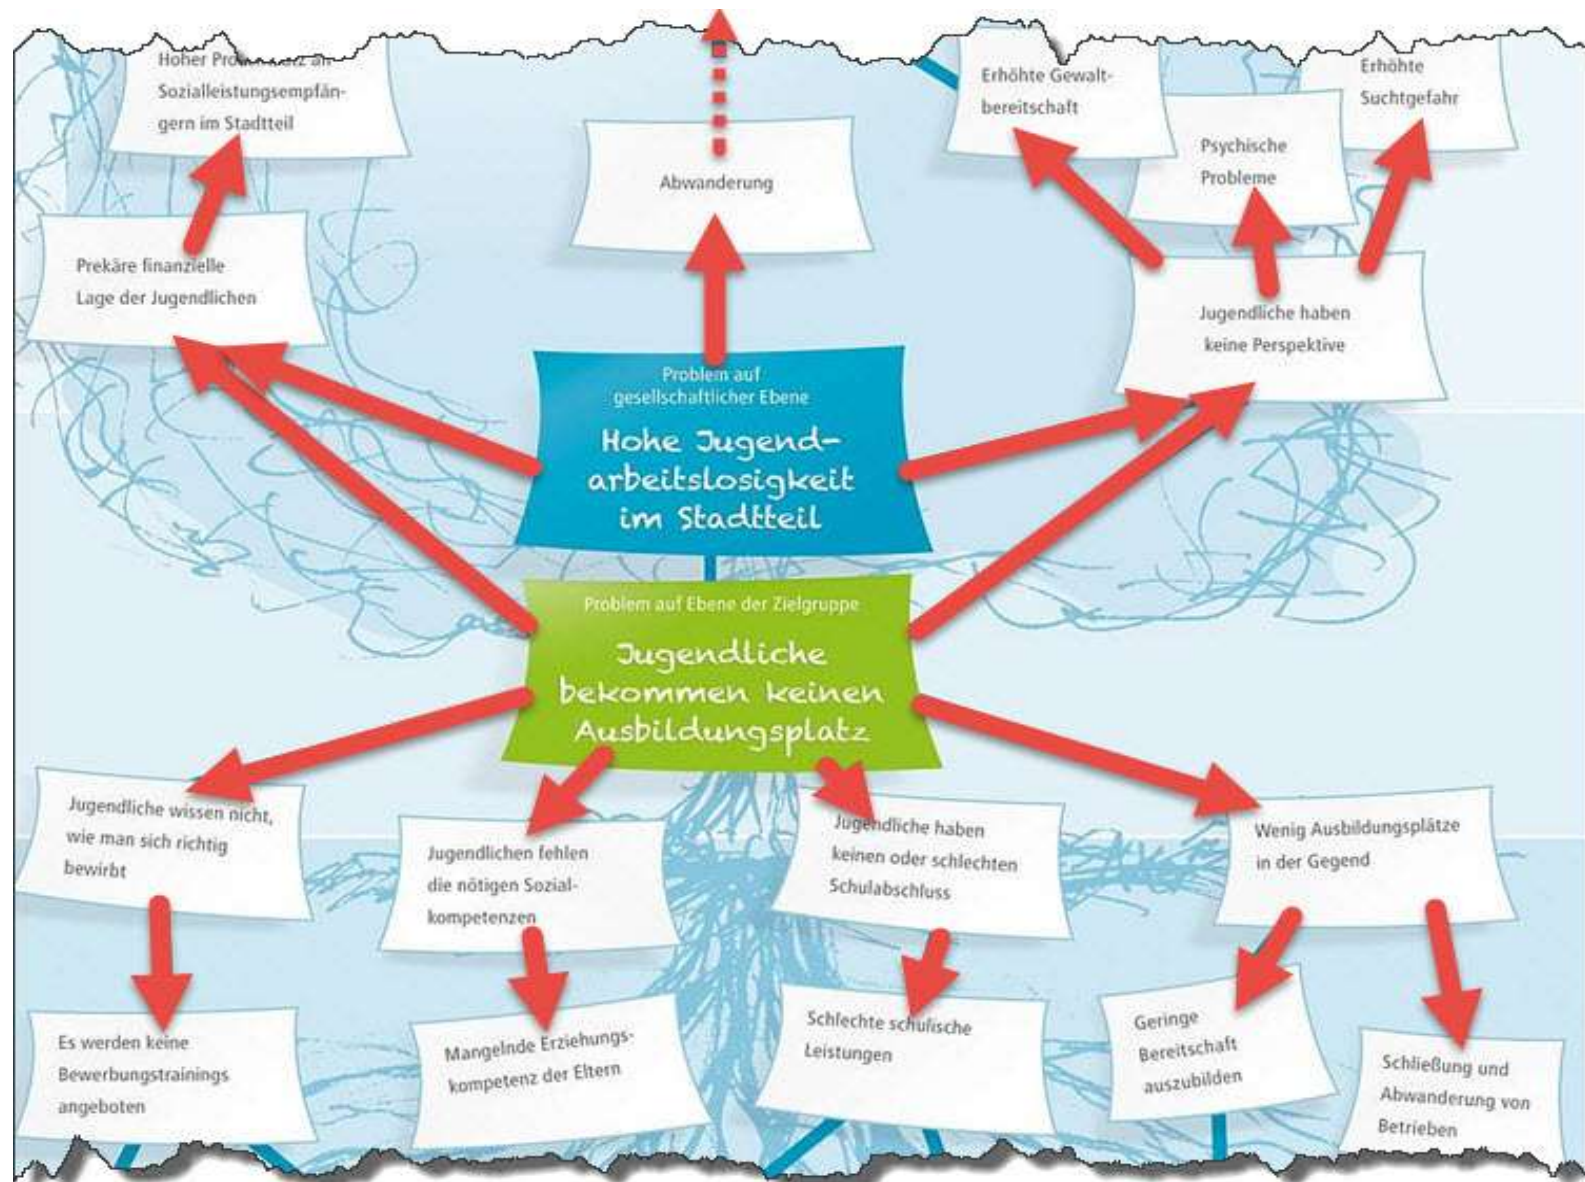 Hoher
Sozialleistungsempfän-
gern im Stadtteil
Abwanderung
Erhöhte Gewalt-
bereitschaft
Psychische
Probleme
Erhöhte
Suchtgefahr
Prekäre finanzielle
Lage der Jugendlichen
Jugendliche haben
keine Perspektive
Problem auf
gesellschaftlicher Ebene
Hohe Jugend-
arbeitslosigkeit
im Stadtteil
Problem auf Ebene der Zielgruppe
Jugendliche
bekommen keinen
Ausbildungsplatz
Jugendliche wissen nicht,
wie man sich richtig
bewirbt
Jugendlichen fehlen
die nötigen Sozial-
kompetenzen
Jugendliche haben
keinen oder schlechten
Schulabschluss
Wenig Ausbildungsplätze
in der Gegend
Es werden keine
Bewerbungstrainings
angeboten
Mangelnde Erziehungs-
kompetenz der Eltern
Schlechte schulische
Leistungen
Geringe
Bereitschaft
auszubilden
Schließung und
Abwanderung von
Betrieben